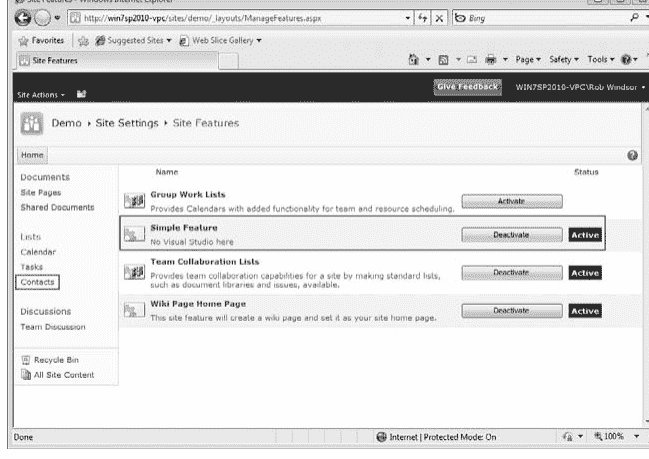 Site Features - Windows Internet Explorer
http://win7sp2010-vpc/sites/demo/_layouts/ManageFeatures.aspx
Bing
Favorites
Suggested Sites
Web Slice Gallery
Site Features
Page
Safety
Tools
Site Actions
Give Feedback
WIN7SP2010-VPC\Rob Windsor
Demo
Site Settings
Site Features
Home
Documents
Site Pages
Shared Documents
Lists
Calendar
Tasks
Contacts
Discussions
Team Discussion
Recycle Bin
All Site Content
Name
Status
Group Work Lists
Provides Calendars with added functionality for team and resource scheduling.
Activate
Simple Feature
No Visual Studio here
Deactivate
Active
Team Collaboration Lists
Provides team collaboration capabilities for a site by making standard lists,
such as document libraries and issues, available.
Deactivate
Active
Wiki Page Home Page
This site feature will create a wiki page and set it as your site home page.
Deactivate
Active
Done
Internet | Protected Mode: On
100%